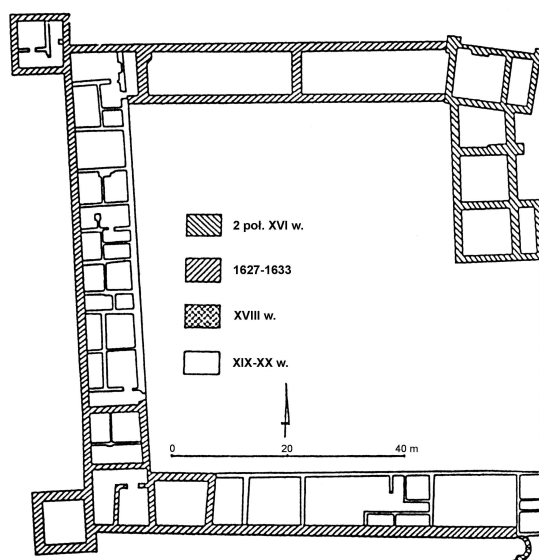 2 poł. XVI w.
1627-1633
XVIII w.
XIX-XX w.
0 20 40 m